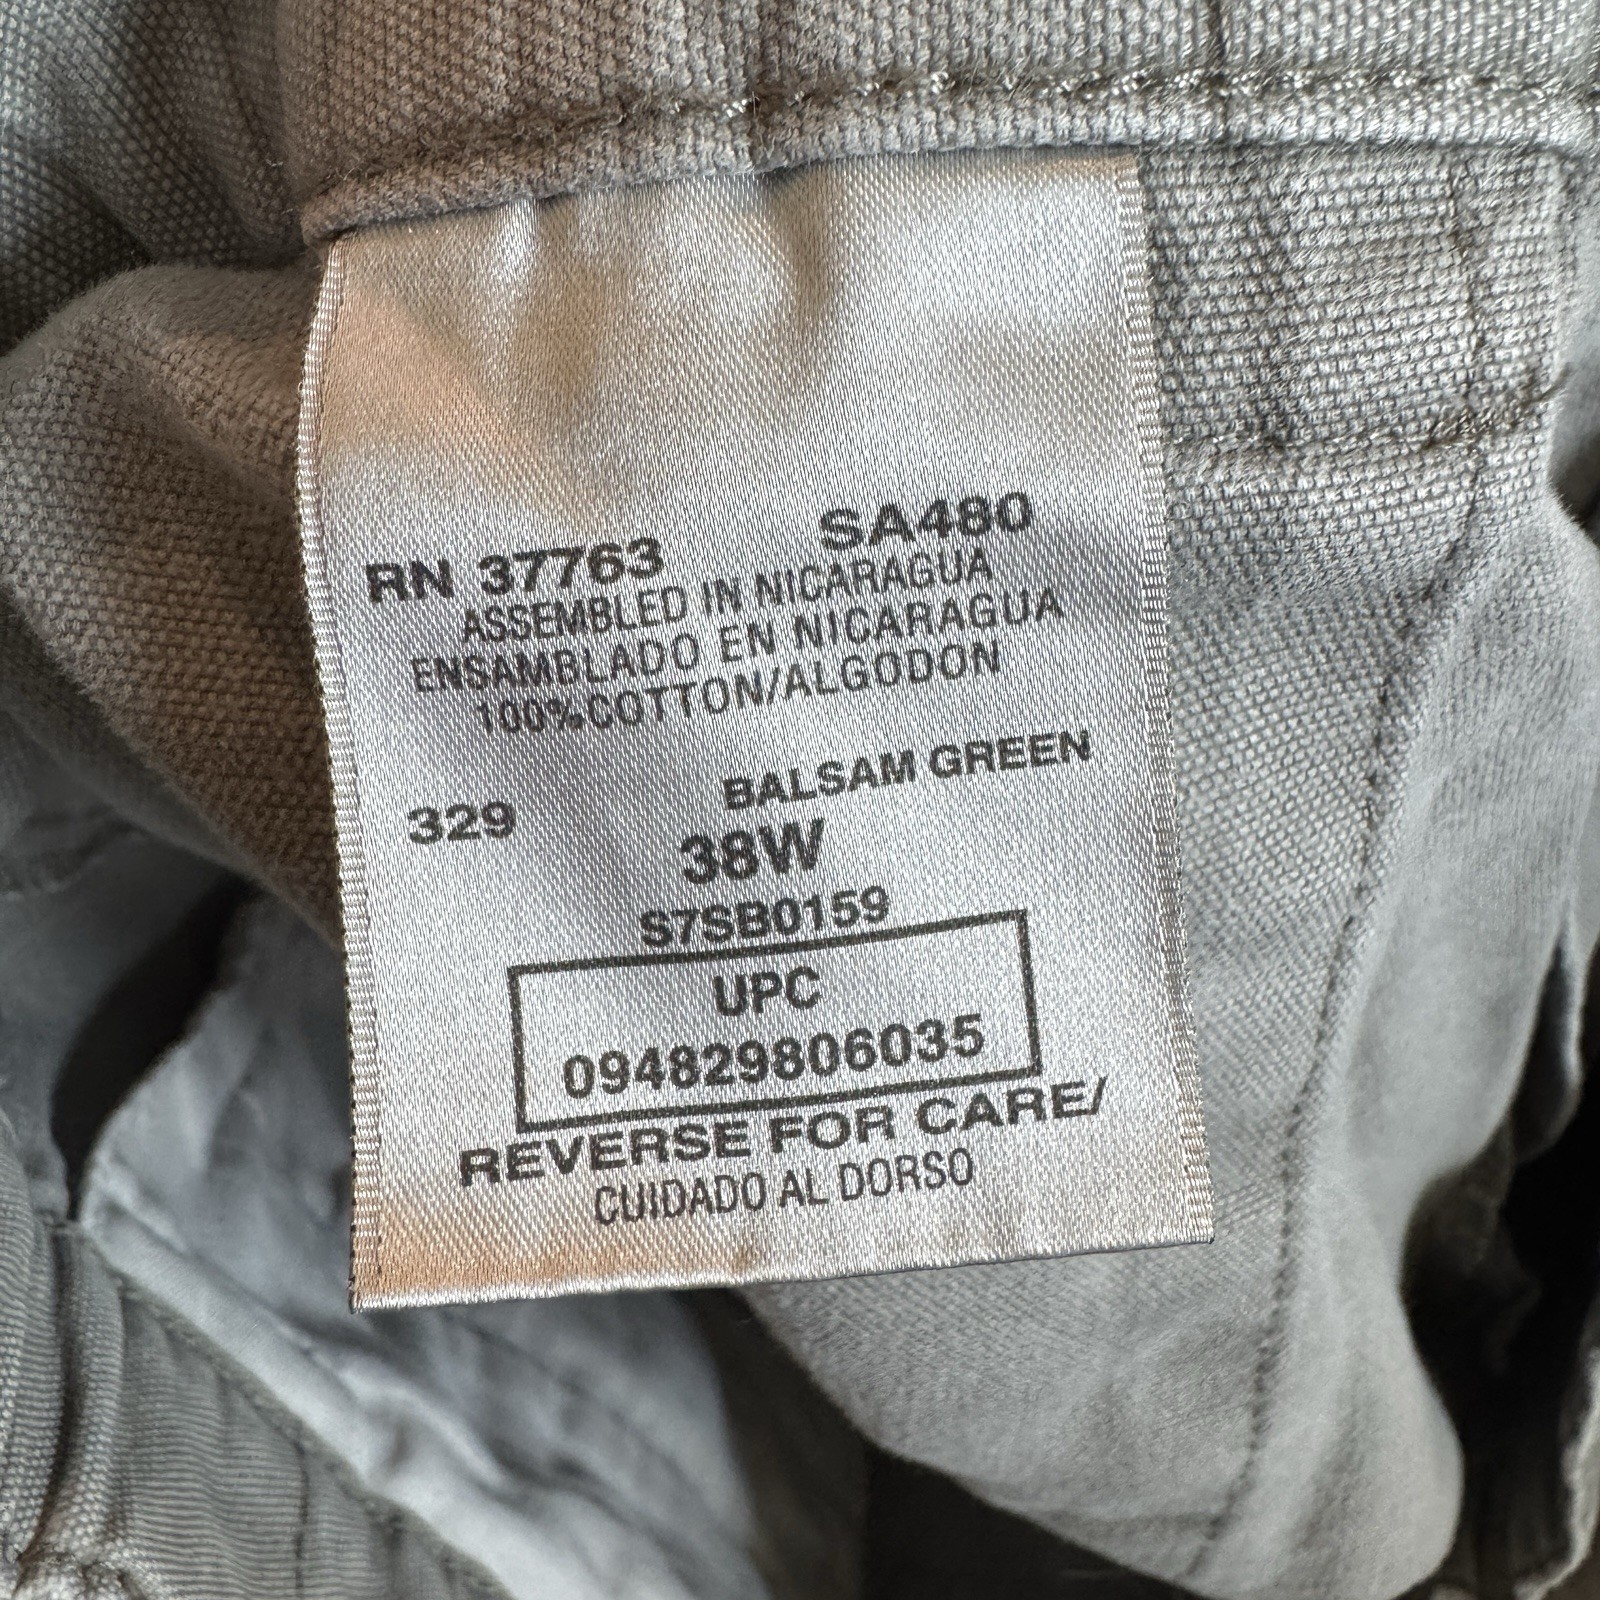 RN 37763 SA480
ASSEMBLED IN NICARAGUA
ENSAMBLADO EN NICARAGUA
100%COTTON/ALGODON
329 BALSAM GREEN
38W
S7SB0159
UPC
094829806035
REVERSE FOR CARE/
CUIDADO AL DORSO